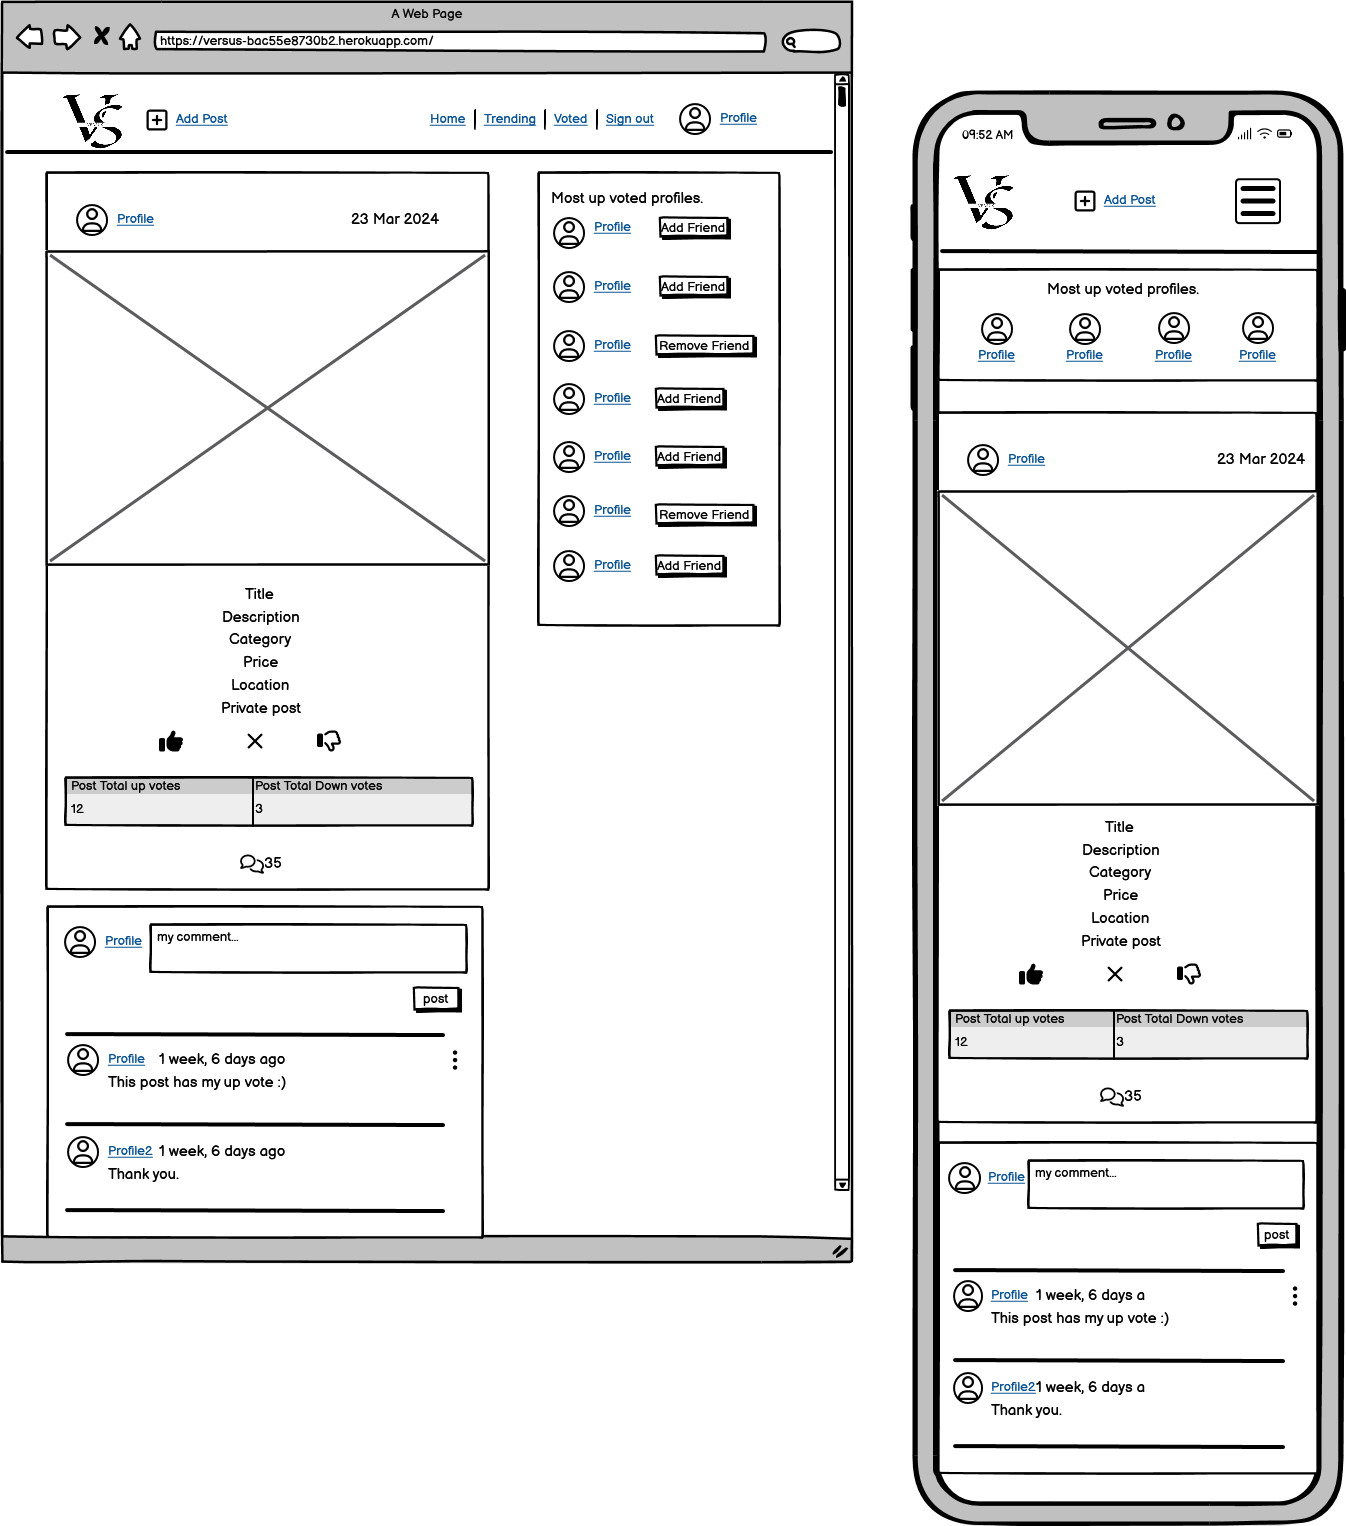 A Web Page
https://versus-bac55e8730b2.herokuapp.com/
VS
Add Post
Home
Trending
Voted
Sign out
Profile
Profile
23 Mar 2024
Title
Description
Category
Price
Location
Private post
Post Total up votes
Post Total Down votes
12
3
35
Profile
my comment...
post
Profile
1 week, 6 days ago
This post has my up vote :)
Profile2
1 week, 6 days ago
Thank you.
Most up voted profiles.
Profile
Add Friend
Profile
Add Friend
Profile
Remove Friend
Profile
Add Friend
Profile
Add Friend
Profile
Remove Friend
Profile
Add Friend
09:52 AM
VS
Add Post
Most up voted profiles.
Profile
Profile
Profile
Profile
Profile
23 Mar 2024
Title
Description
Category
Price
Location
Private post
Post Total up votes
Post Total Down votes
12
3
35
Profile
my comment...
post
Profile
1 week, 6 days a
This post has my up vote :)
Profile2
1 week, 6 days a
Thank you.